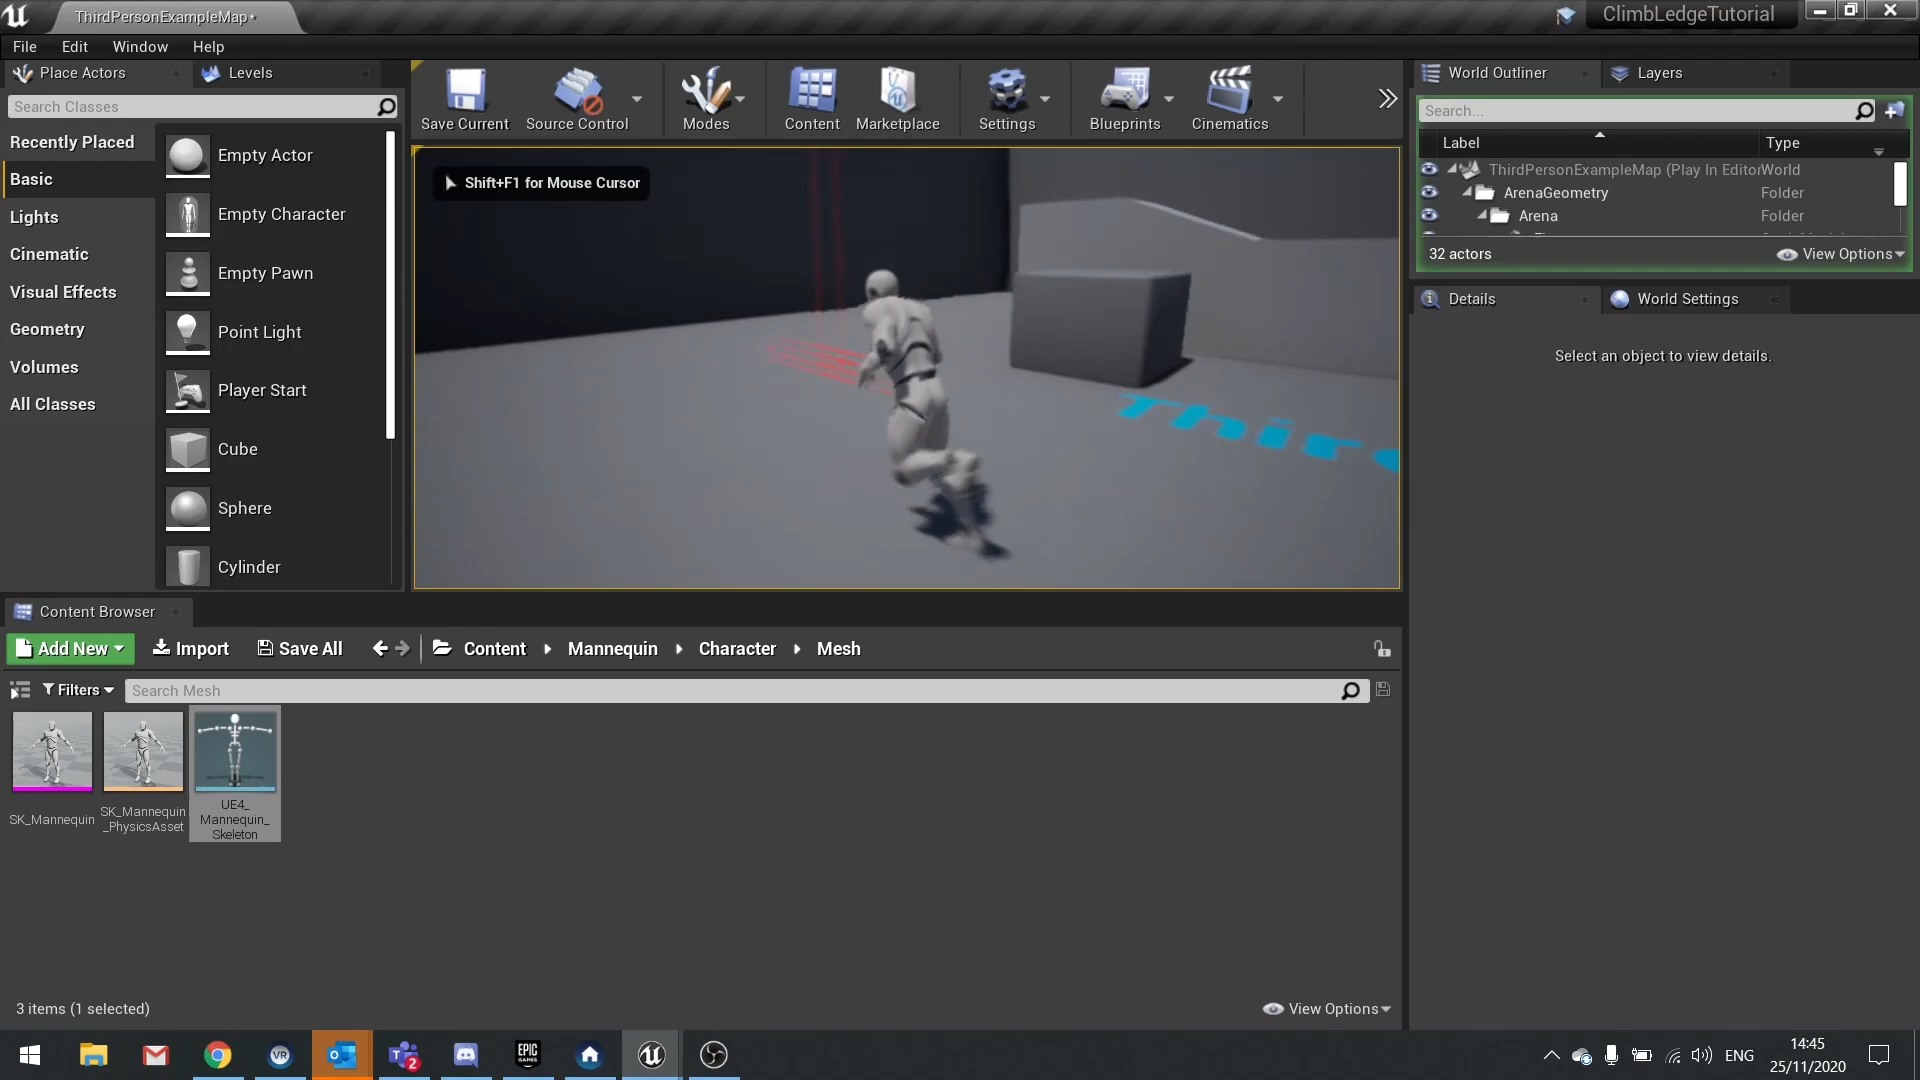 ThirdPersonExampleMap*
ClimbLedgeTutorial
File Edit Window Help
Place Actors
Levels
Search Classes
Recently Placed
Basic
Lights
Cinematic
Visual Effects
Geometry
Volumes
All Classes
Empty Actor
Empty Character
Empty Pawn
Point Light
Player Start
Cube
Sphere
Cylinder
Save Current
Source Control
Modes
Content
Marketplace
Settings
Blueprints
Cinematics
Shift+F1 for Mouse Cursor
Thir
World Outliner
Layers
Search...
Label
Type
ThirdPersonExampleMap (Play In Editor World
ArenaGeometry Folder
Arena Folder
32 actors
View Options
Details
World Settings
Select an object to view details.
Content Browser
Add New
Import
Save All
Content
Mannequin
Character
Mesh
Filters
Search Mesh
SK_Mannequin
SK_Mannequin
_PhysicsAsset
UE4_
Mannequin_
Skeleton
3 items (1 selected)
View Options
VR
2
EPIC
GAMES
ENG
14:45
25/11/2020